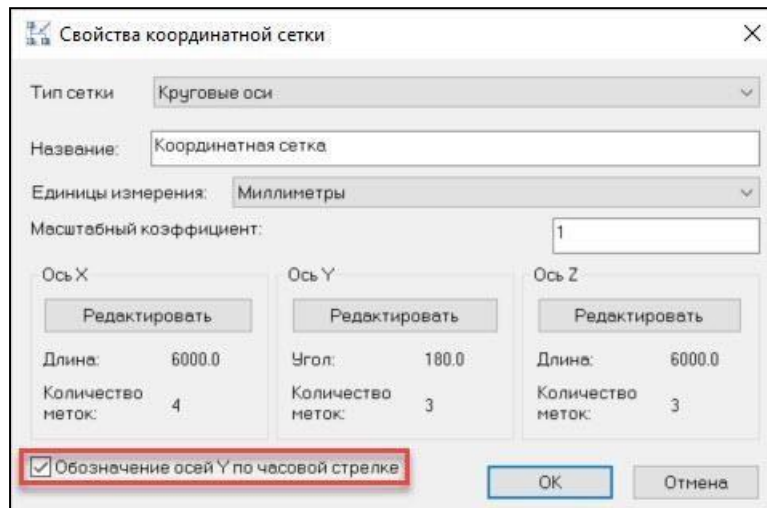 Свойства координатной сетки
Тип сетки Круговые оси
Название: Координатная сетка
Единицы измерения: Миллиметры
Масштабный коэффициент: 1
Ось X Ось Y Ось Z
Редактировать Редактировать Редактировать
Длина: 6000.0 Угол: 180.0 Длина: 6000.0
Количество меток: 4 Количество меток: 3 Количество меток: 3
Обозначение осей Y по часовой стрелке
OK Отмена